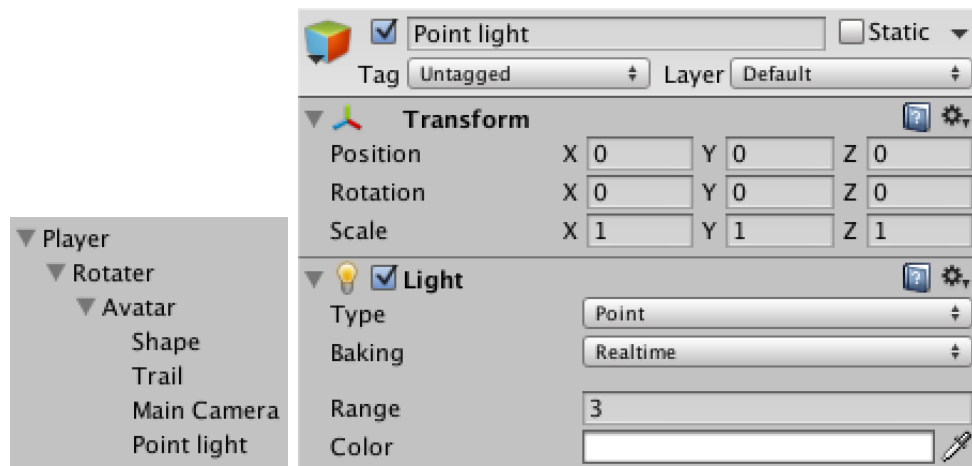 Player
Rotater
Avatar
Shape
Trail
Main Camera
Point light
Point light Static
Tag Untagged Layer Default
Transform
Position X 0 Y 0 Z 0
Rotation X 0 Y 0 Z 0
Scale X 1 Y 1 Z 1
Light
Type Point
Baking Realtime
Range 3
Color